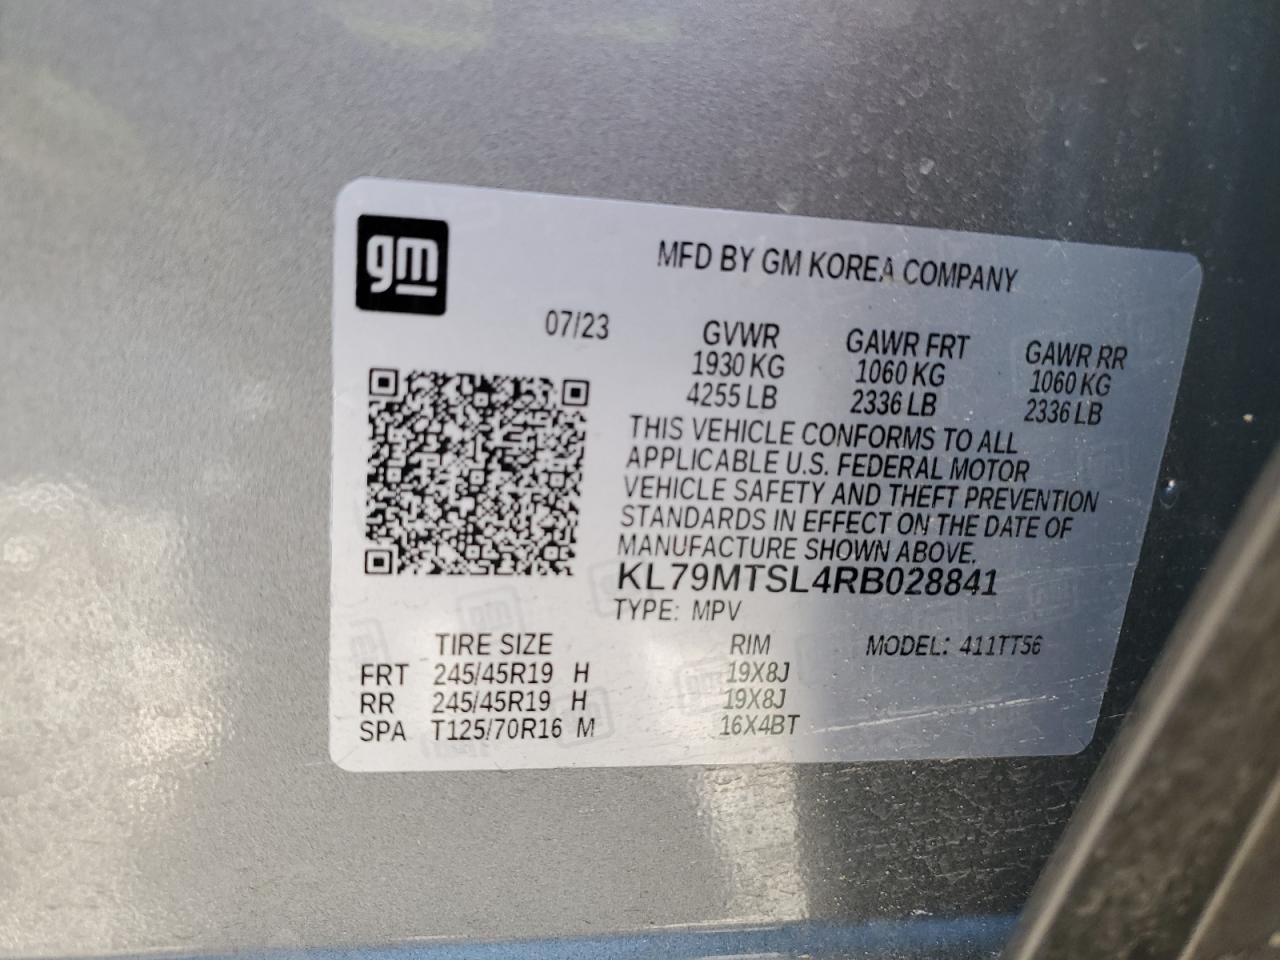 gm
MFD BY GM KOREA COMPANY
07/23
GVWR GAWR FRT GAWR RR
1930 KG 1060 KG 1060 KG
4255 LB 2336 LB 2336 LB
THIS VEHICLE CONFORMS TO ALL
APPLICABLE U.S. FEDERAL MOTOR
VEHICLE SAFETY AND THEFT PREVENTION
STANDARDS IN EFFECT ON THE DATE OF
MANUFACTURE SHOWN ABOVE.
KL79MTSL4RB028841
TYPE: MPV
TIRE SIZE RIM MODEL: 411TT56
FRT 245/45R19 H 19X8J
RR 245/45R19 H 19X8J
SPA T125/70R16 M 16X4BT